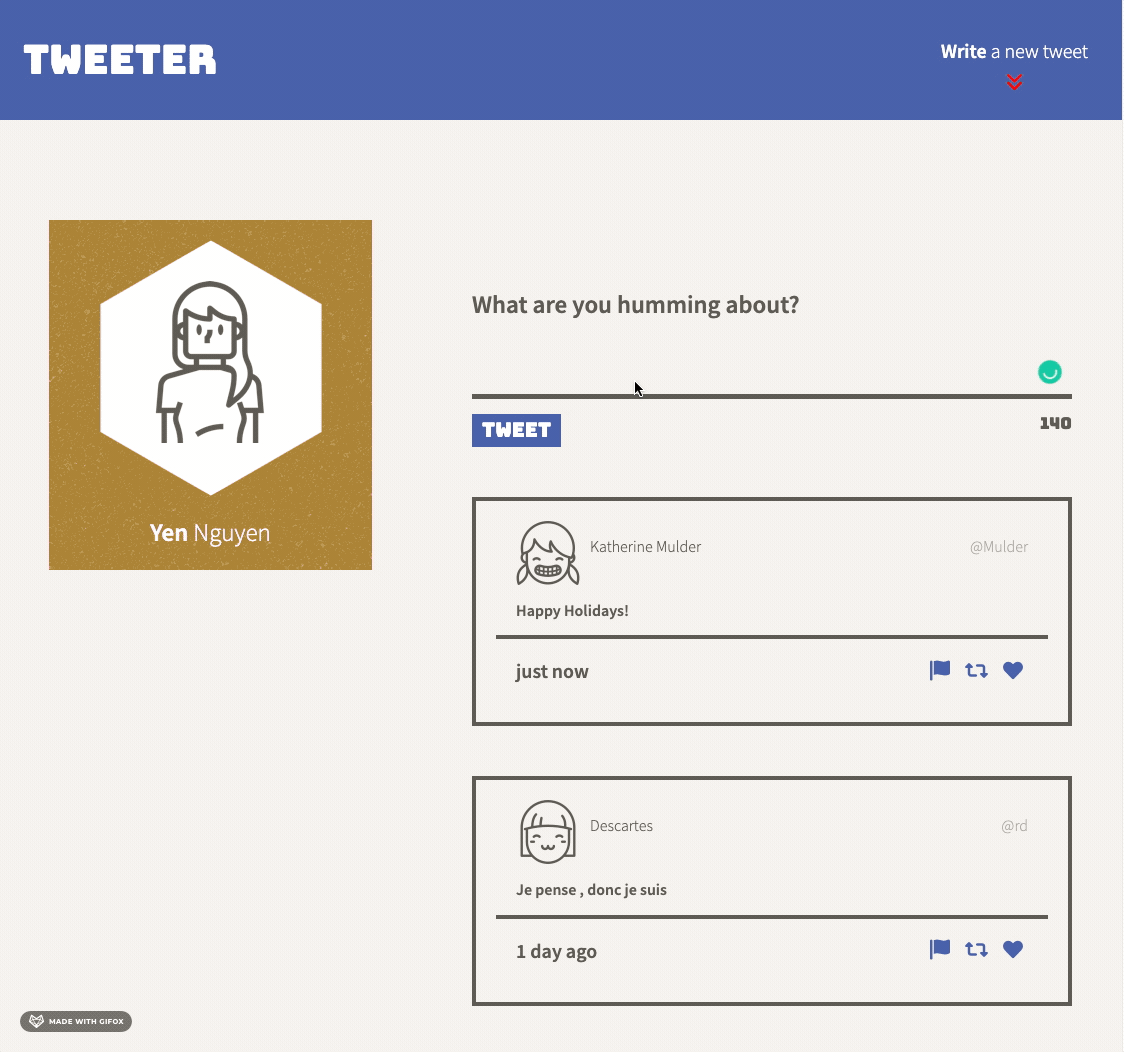 TWEETER
Write a new tweet
Yen Nguyen
What are you humming about?
TWEET
140
Katherine Mulder
@Mulder
Happy Holidays!
just now
Descartes
@rd
Je pense , donc je suis
1 day ago
MADE WITH GIFOX